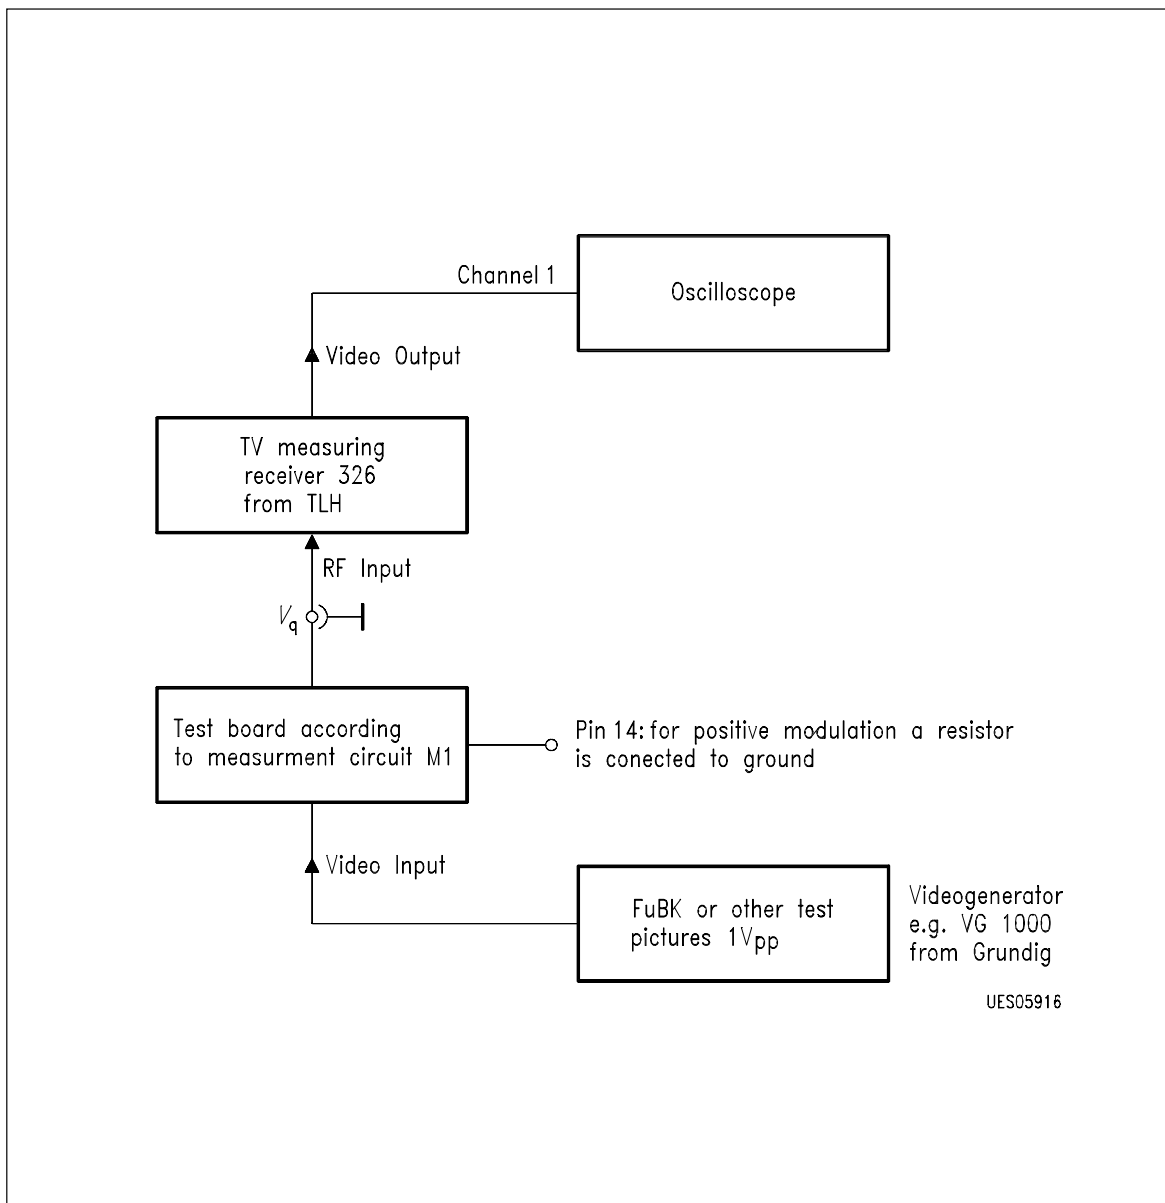 Channel 1
Oscilloscope
Video Output
TV measuring
receiver 326
from TLH
RF Input
Vq
Test board according
to measurment circuit M1
Pin 14: for positive modulation a resistor
is conected to ground
Video Input
FuBK or other test
pictures 1Vpp
Videogenerator
e.g. VG 1000
from Grundig
UES05916